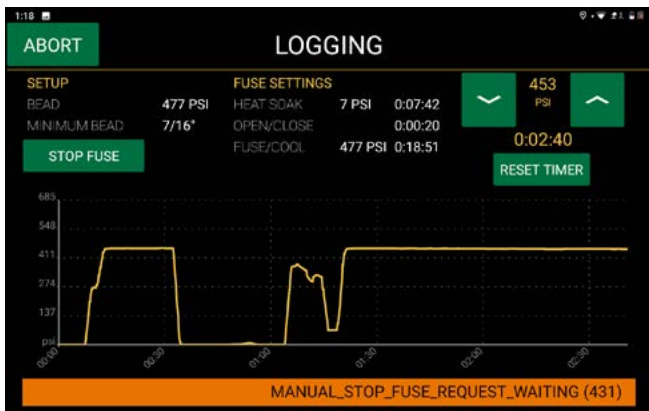 1:18
ABORT
LOGGING
SETUP
BEAD 477 PSI
MINIMUM BEAD 7/16"
STOP FUSE
FUSE SETTINGS
HEAT SOAK 7 PSI 0:07:42
OPEN/CLOSE 0:00:20
FUSE/COOL 477 PSI 0:18:51
453
PSI
0:02:40
RESET TIMER
685
548
411
274
137
psi
00:00 00:30 01:00 01:30 02:00 02:30
MANUAL_STOP_FUSE_REQUEST_WAITING (431)